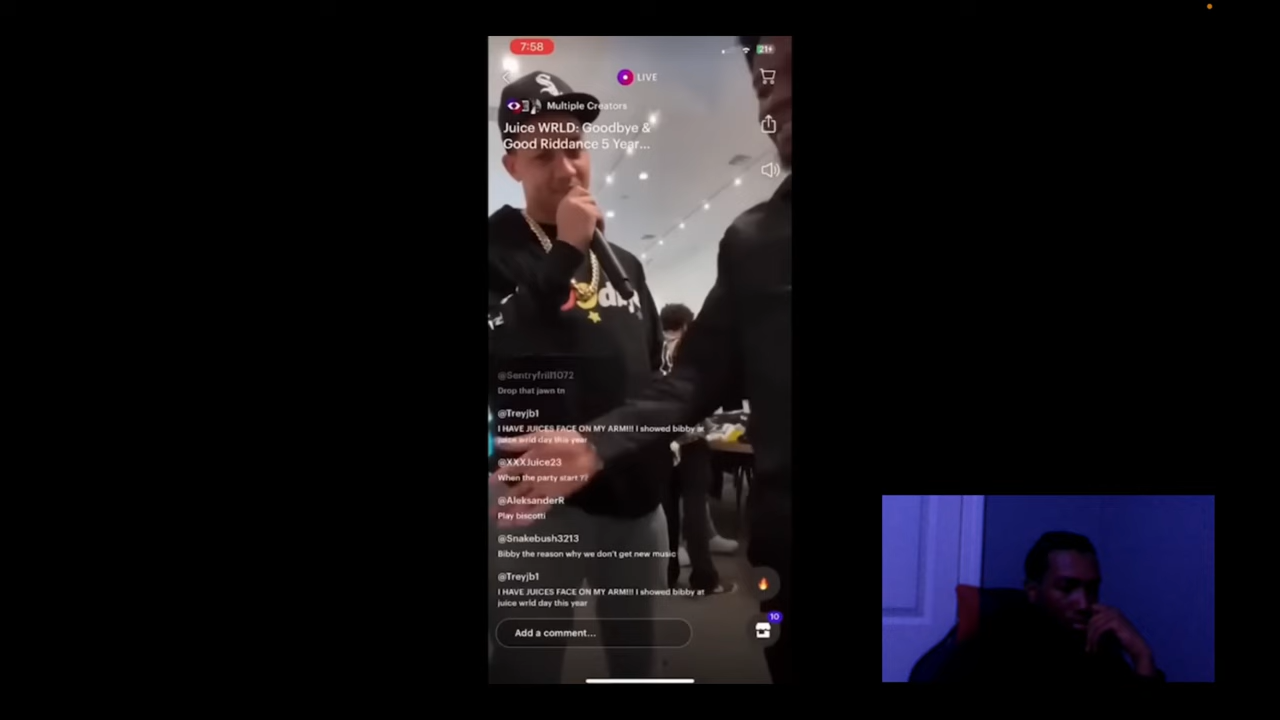 7:58
21+
LIVE
Multiple Creators
Juice WRLD: Goodbye &
Good Riddance 5 Year...
@Sentryfrill1072
Drop that jawn tn
@Treyjb1
I HAVE JUICES FACE ON MY ARM!!! I showed bibby at
juice wrld day this year
@XXXJuice23
When the party start ??
@AleksanderR
Play biscotti
@Snakebush3213
Bibby the reason why we don't get new music
@Treyjb1
I HAVE JUICES FACE ON MY ARM!!! I showed bibby at
juice wrld day this year
10
Add a comment...